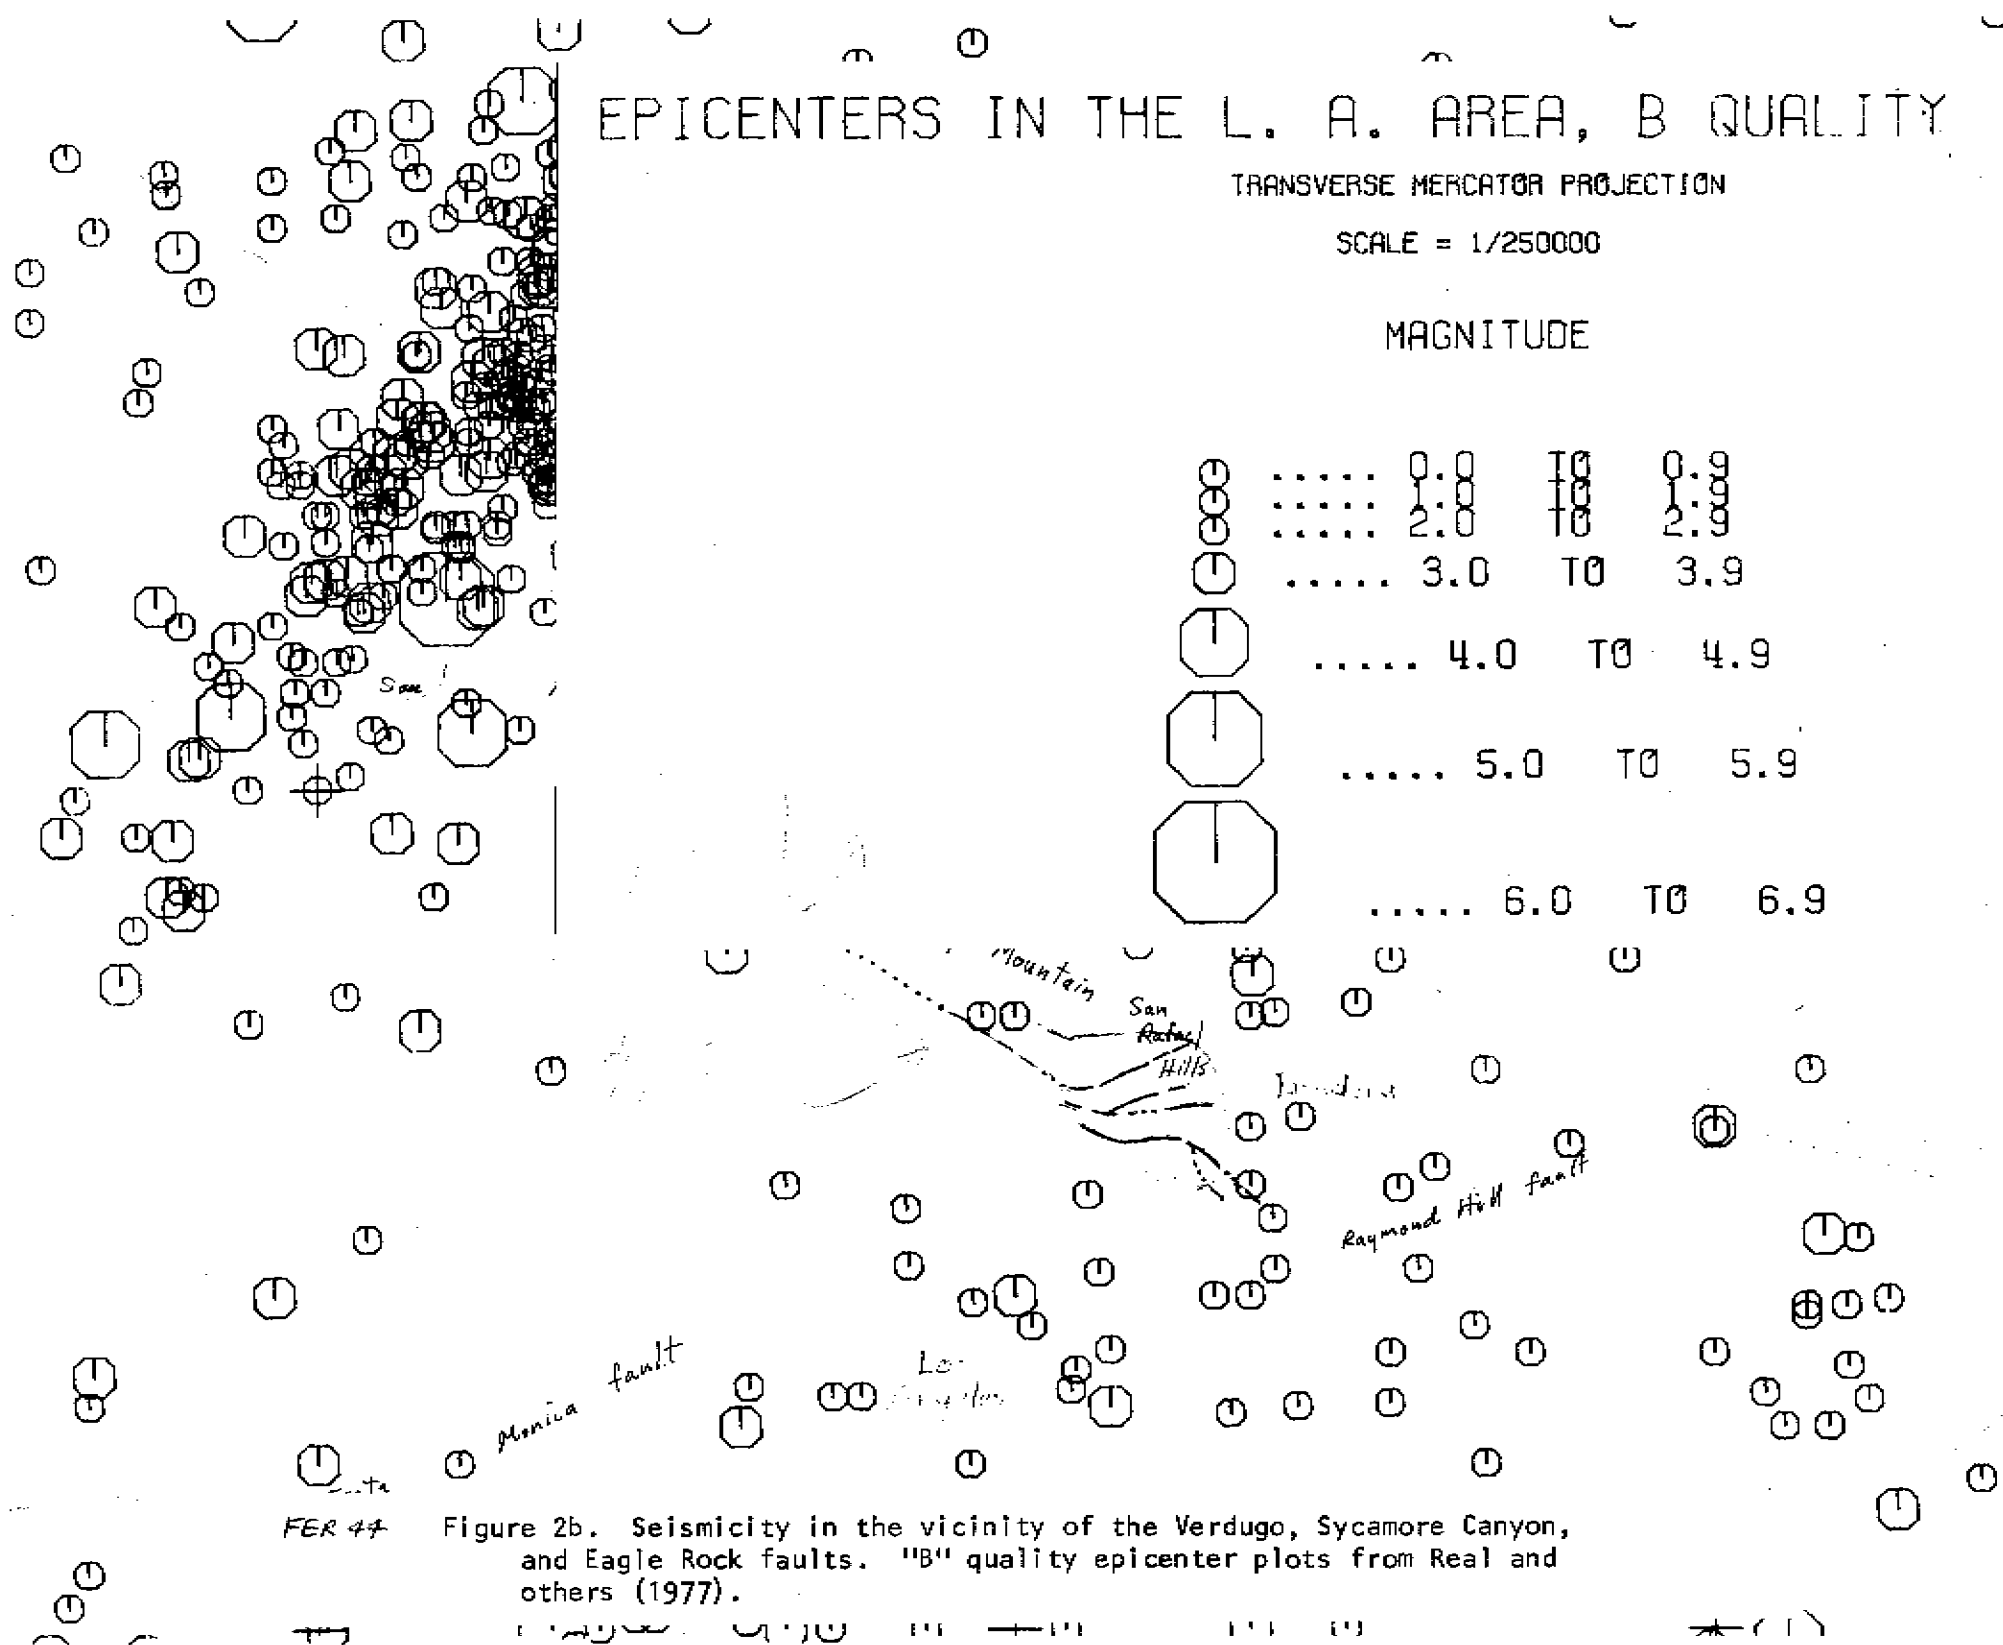 EPICENTERS IN THE L. A. AREA, B QUALITY
TRANSVERSE MERCATOR PROJECTION
SCALE = 1/250000
MAGNITUDE
..... 0.0 TO 0.9
..... 1.0 TO 1.9
..... 2.0 TO 2.9
..... 3.0 TO 3.9
..... 4.0 TO 4.9
..... 5.0 TO 5.9
..... 6.0 TO 6.9
San
Mountain
San
Rafael
Hills
Raymond Hill fault
Monica fault
FER 44 Figure 2b. Seismicity in the vicinity of the Verdugo, Sycamore Canyon,
and Eagle Rock faults. "B" quality epicenter plots from Real and
others (1977).